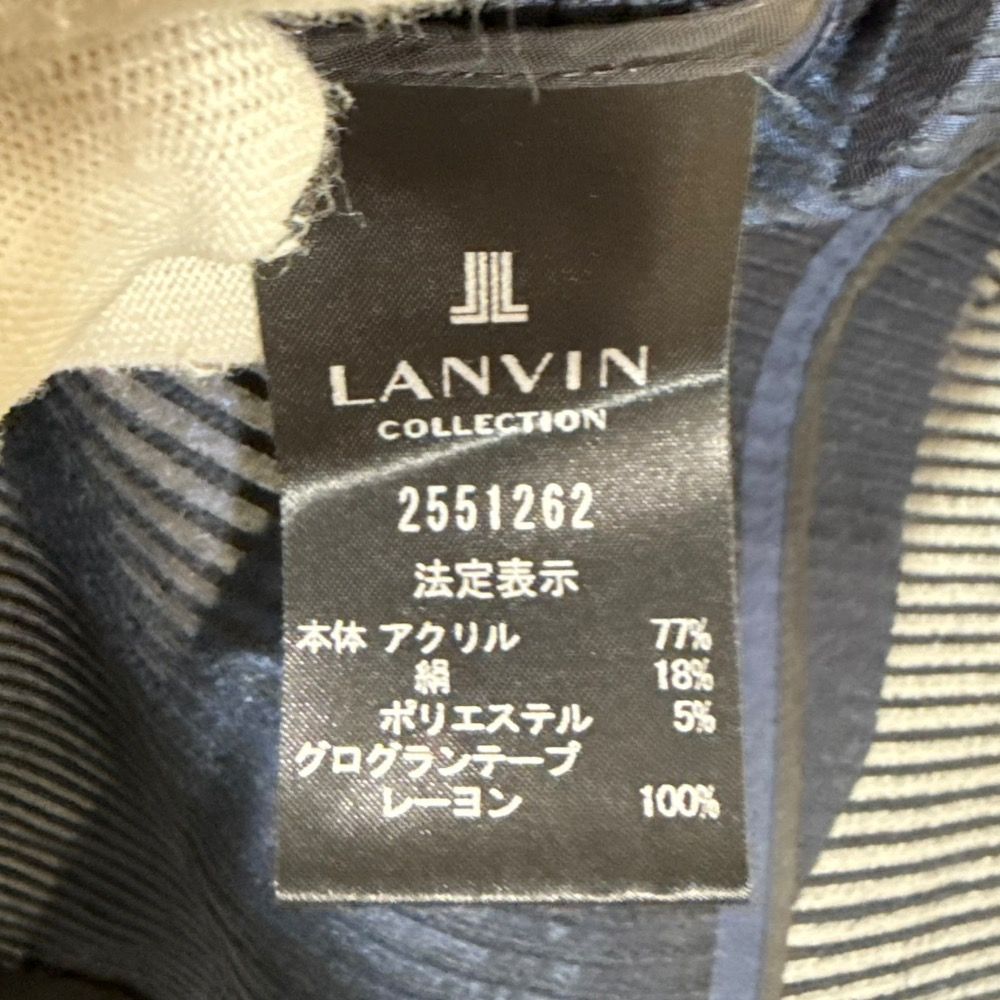 LANVIN
COLLECTION
2551262
法定表示
本体 アクリル 77%
絹 18%
ポリエステル 5%
グログランテープ
レーヨン 100%